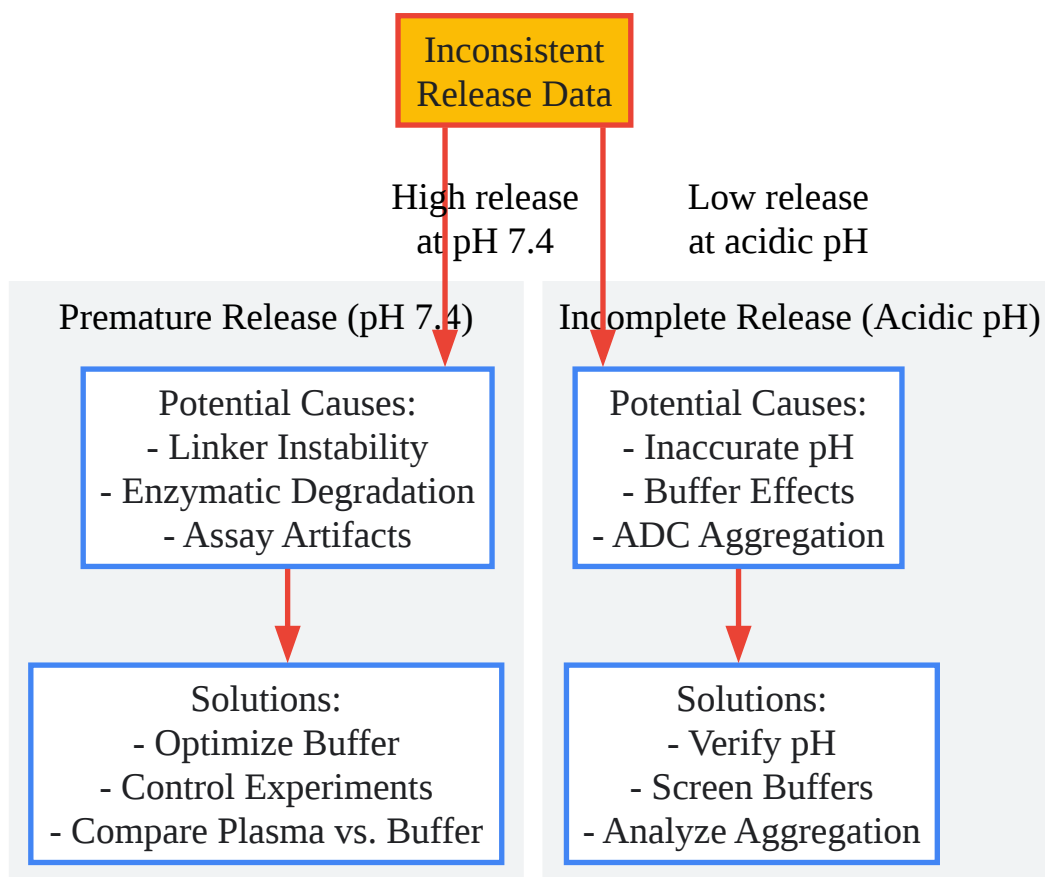 Inconsistent
Release Data
High release
at pH 7.4
Low release
at acidic pH
Premature Release (pH 7.4)
Potential Causes:
- Linker Instability
- Enzymatic Degradation
- Assay Artifacts
Solutions:
- Optimize Buffer
- Control Experiments
- Compare Plasma vs. Buffer
Incomplete Release (Acidic pH)
Potential Causes:
- Inaccurate pH
- Buffer Effects
- ADC Aggregation
Solutions:
- Verify pH
- Screen Buffers
- Analyze Aggregation